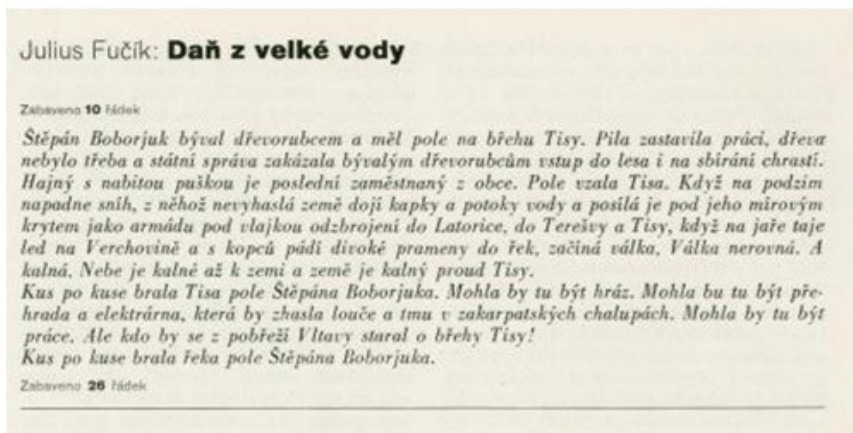 Julius Fučík: Daň z velké vody
Zabaveno 10 řádek
Štěpán Boborjuk býval dřevorubcem a měl pole na břehu Tisy. Pila zastavila práci, dřeva
nebylo třeba a státní správa zakázala bývalým dřevorubcům vstup do lesa i na sbírání chrastí.
Hajný s nabitou puškou je poslední zaměstnaný z obce. Pole vzala Tisa. Když na podzim
napadne sníh, z něhož nevyhaslá země dojí kapky a potoky vody a posílá je pod jeho mírovým
krytem jako armádu pod vlajkou odzbrojení do Latorice, do Terešvy a Tisy, když na jaře taje
led na Verchovině a s kopců pádí divoké prameny do řek, začíná válka. Válka nerovná. A
kalná. Nebe je kalné až k zemi a země je kalný proud Tisy.
Kus po kuse brala Tisa pole Štěpána Boborjuka. Mohla by tu být hráz. Mohla bu tu být pře-
hrada a elektrárna, která by zhasla louče a tmu v zakarpatských chalupách. Mohla by tu být
práce. Ale kdo by se z pobřeží Vltavy staral o břehy Tisy!
Kus po kuse brala řeka pole Štěpána Boborjuka.
Zabaveno 26 řádek